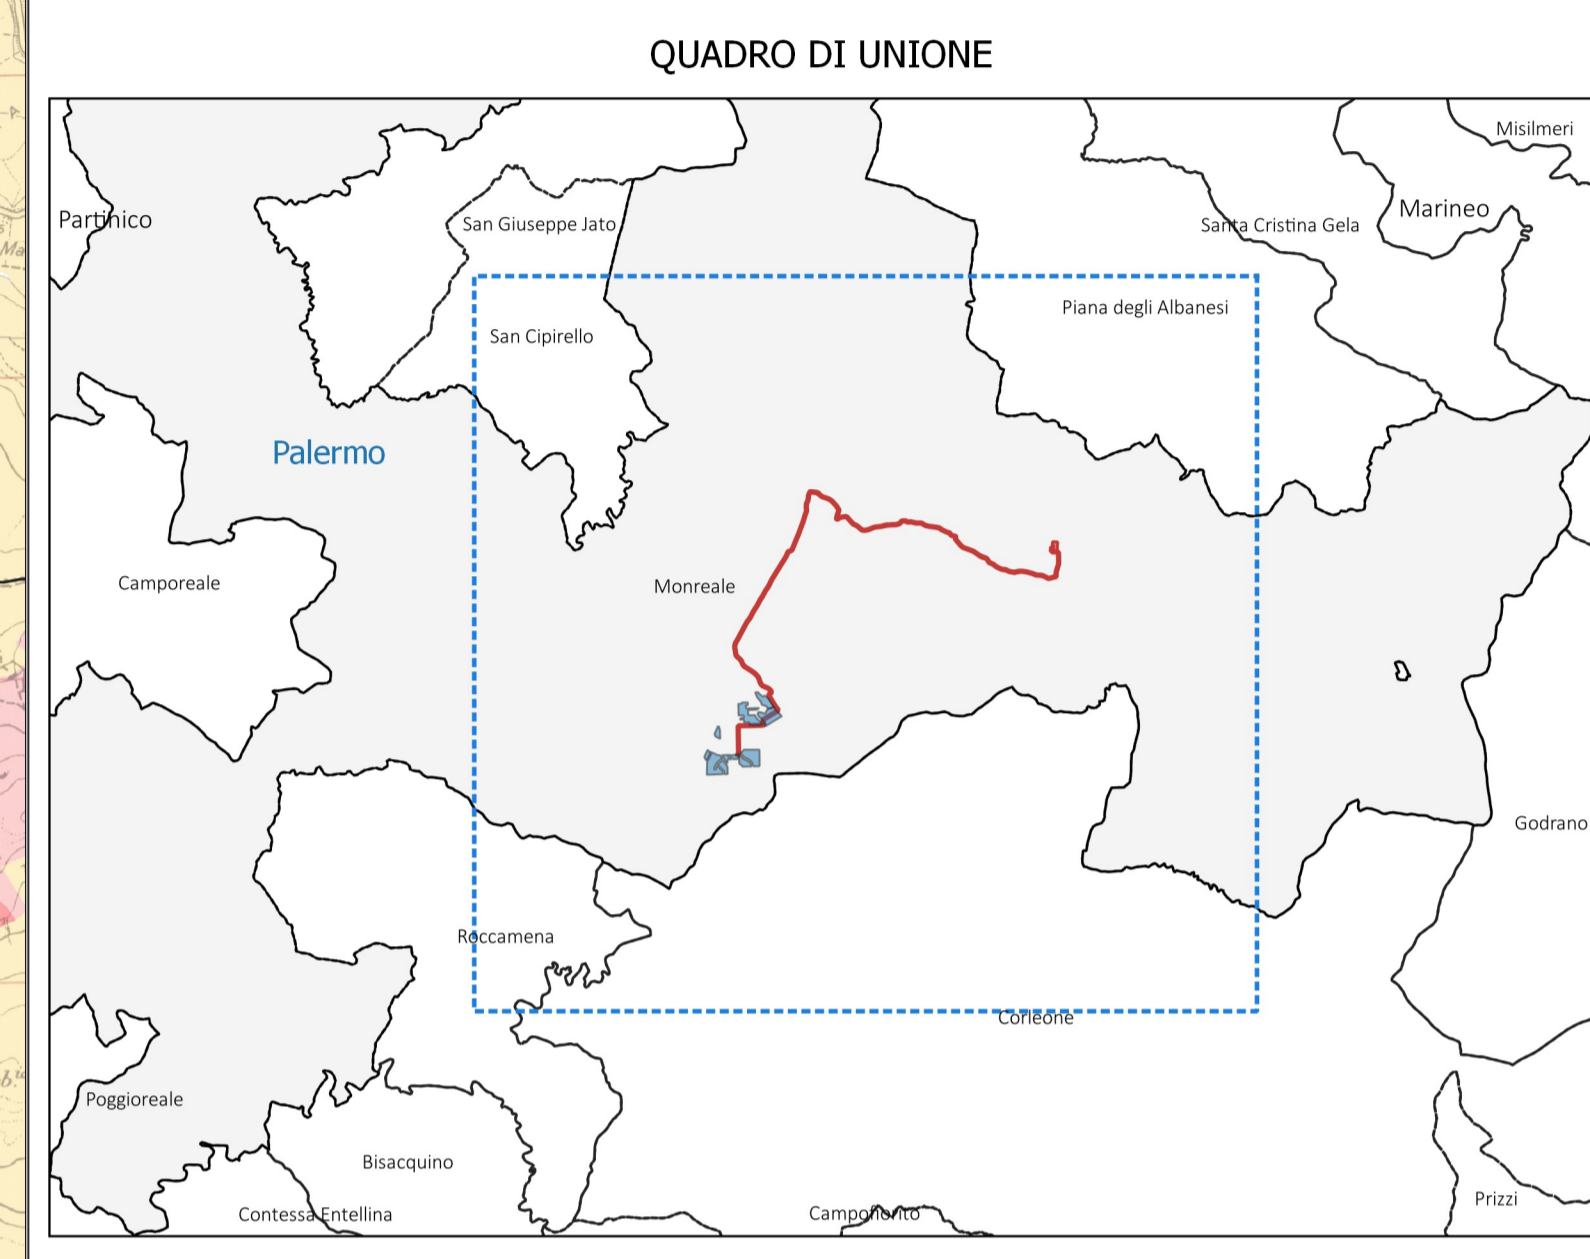 QUADRO DI UNIONE
Misilmeri
Partinico
San Giuseppe Jato
Santa Cristina Gela
Marineo
Piana degli Albanesi
San Cipirello
Palermo
Camporeale
Monreale
Godrano
Roccamena
Corleone
Poggioreale
Bisacquino
Contessa Entellina
Campofiorito
Prizzi